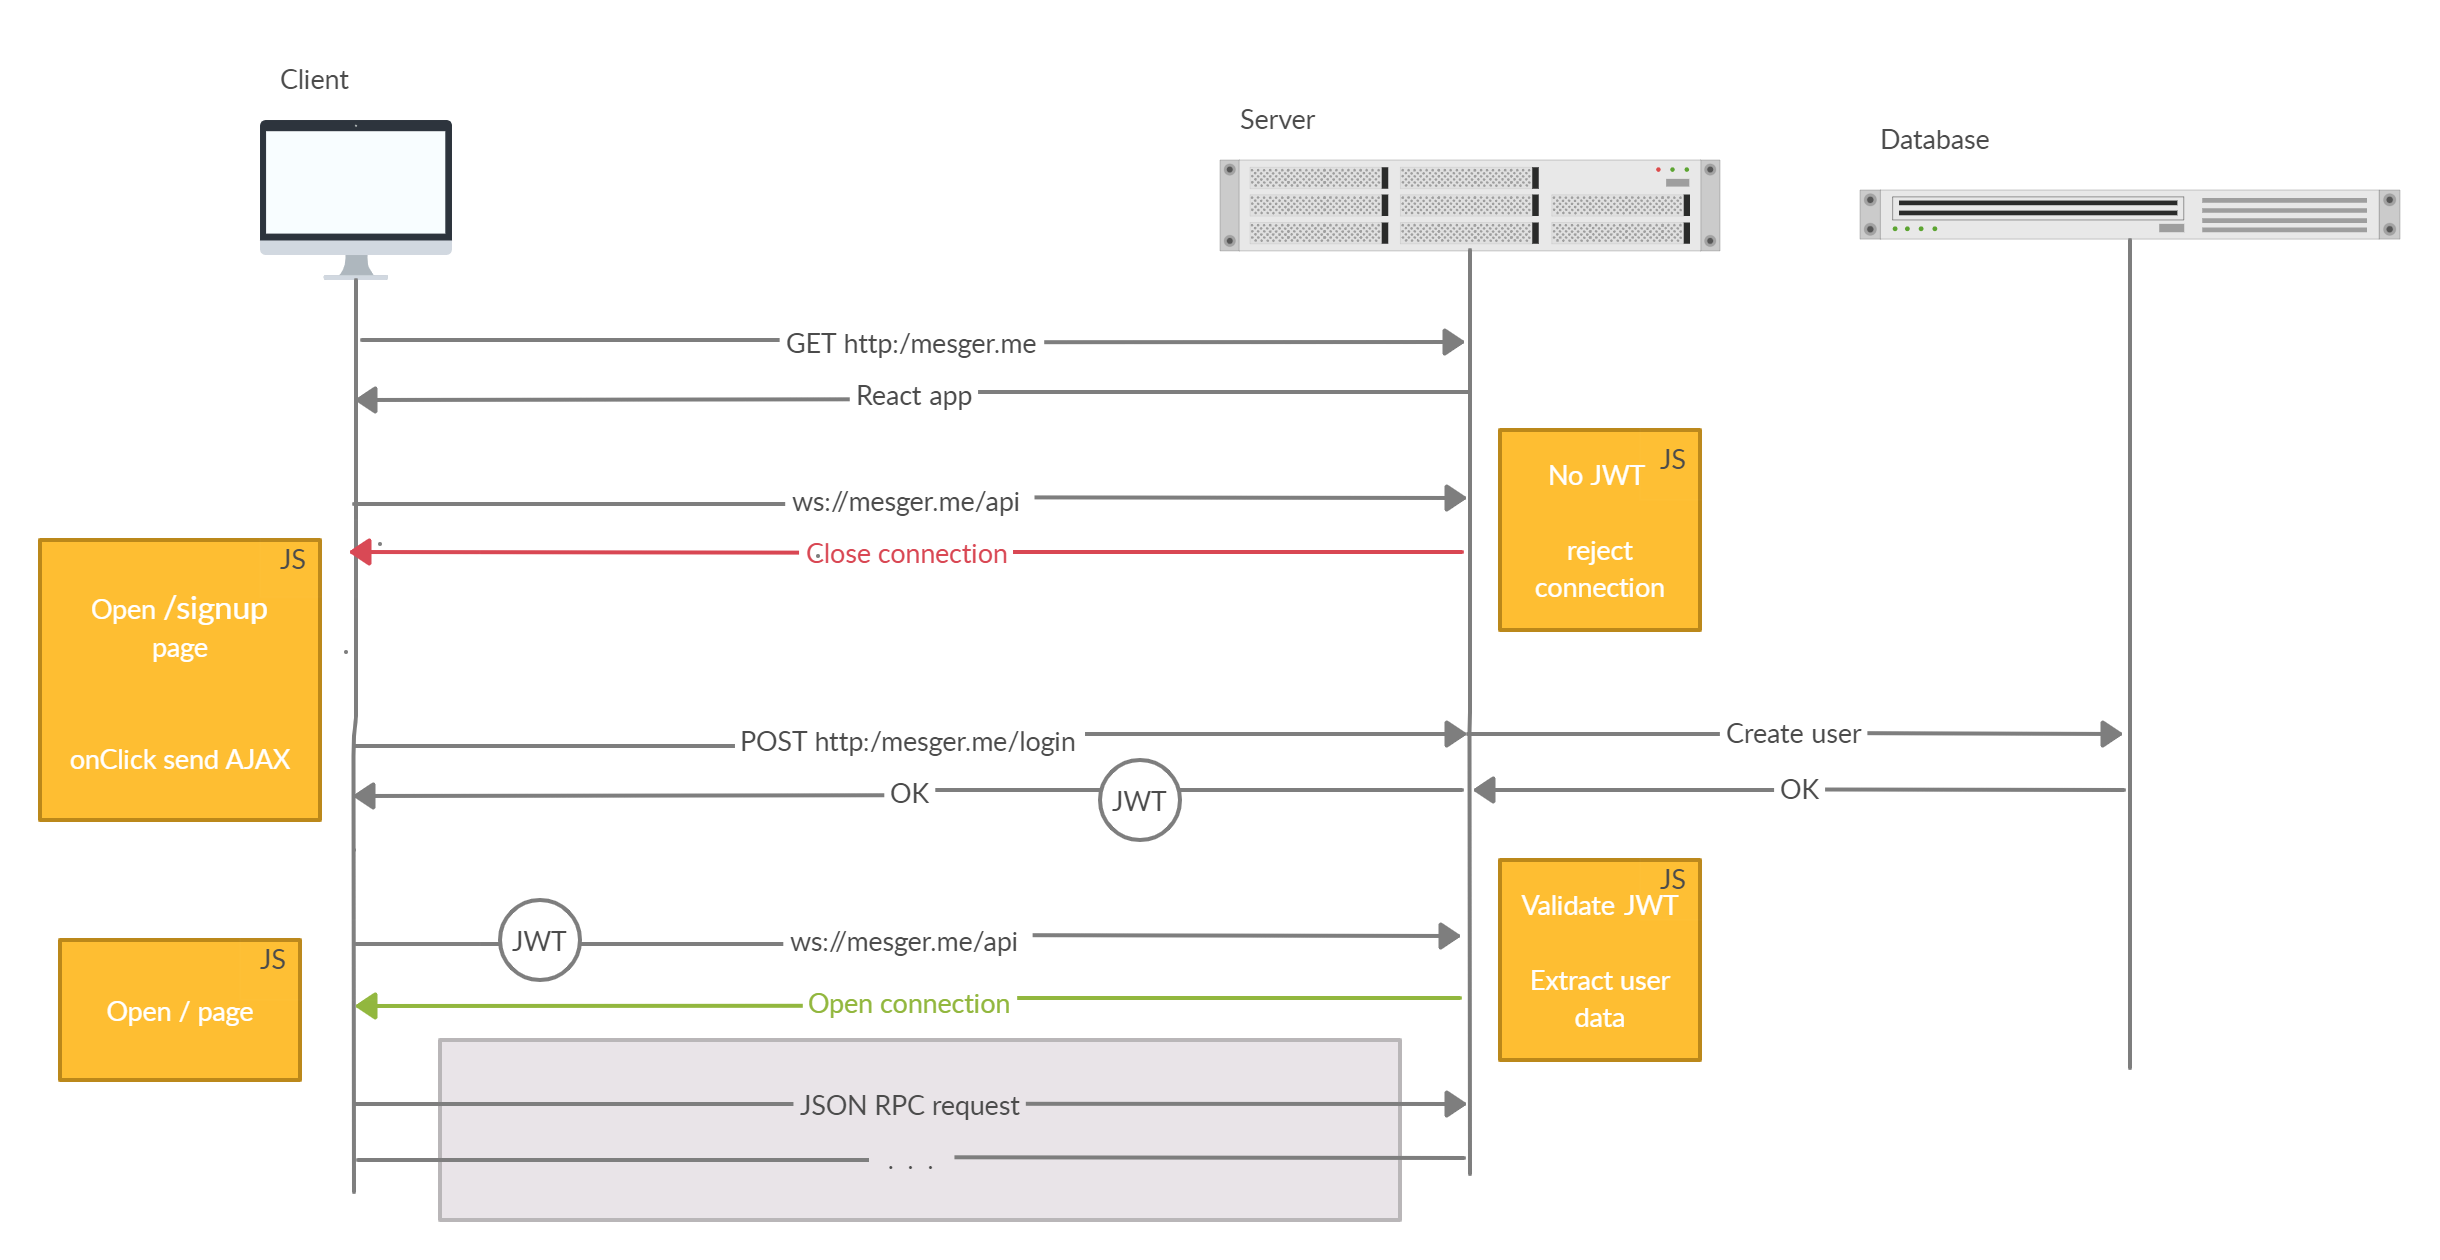 Client
Server
Database
GET http:/mesger.me
React app
JS
No JWT
reject
connection
ws://mesger.me/api
Close connection
JS
Open /signup
page
onClick send AJAX
POST http:/mesger.me/login
Create user
OK
JWT
OK
JS
Validate JWT
Extract user
data
JWT
ws://mesger.me/api
JS
Open / page
Open connection
JSON RPC request
. . .